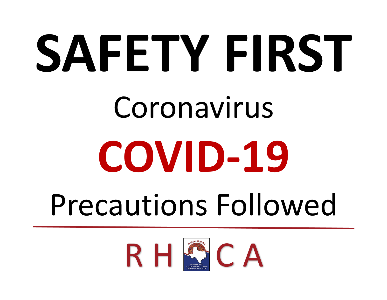 SAFETY FIRST
Coronavirus
COVID-19
Precautions Followed
R H C A